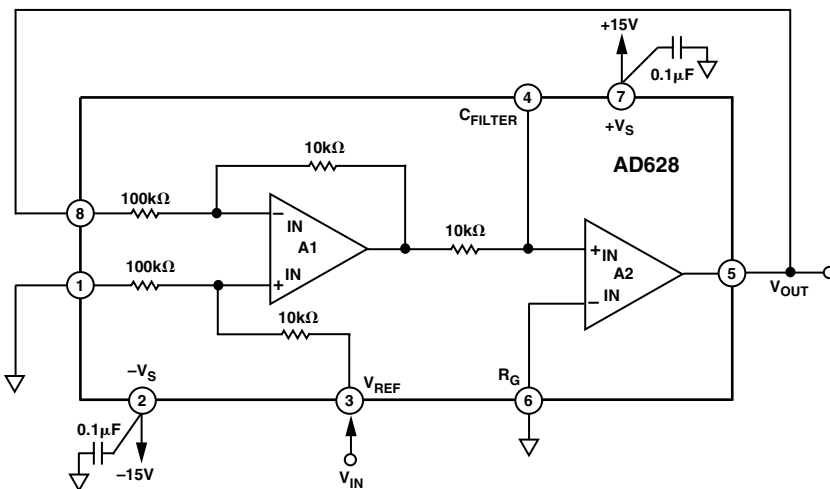 +15V
0.1µF
4
7
C_FILTER
+V_S
10kΩ
AD628
8
100kΩ
–
IN
A1
10kΩ
+
IN
A2
5
1
100kΩ
IN
+
–
IN
V_OUT
10kΩ
–V_S
V_REF
R_G
2
3
6
0.1µF
–15V
V_IN